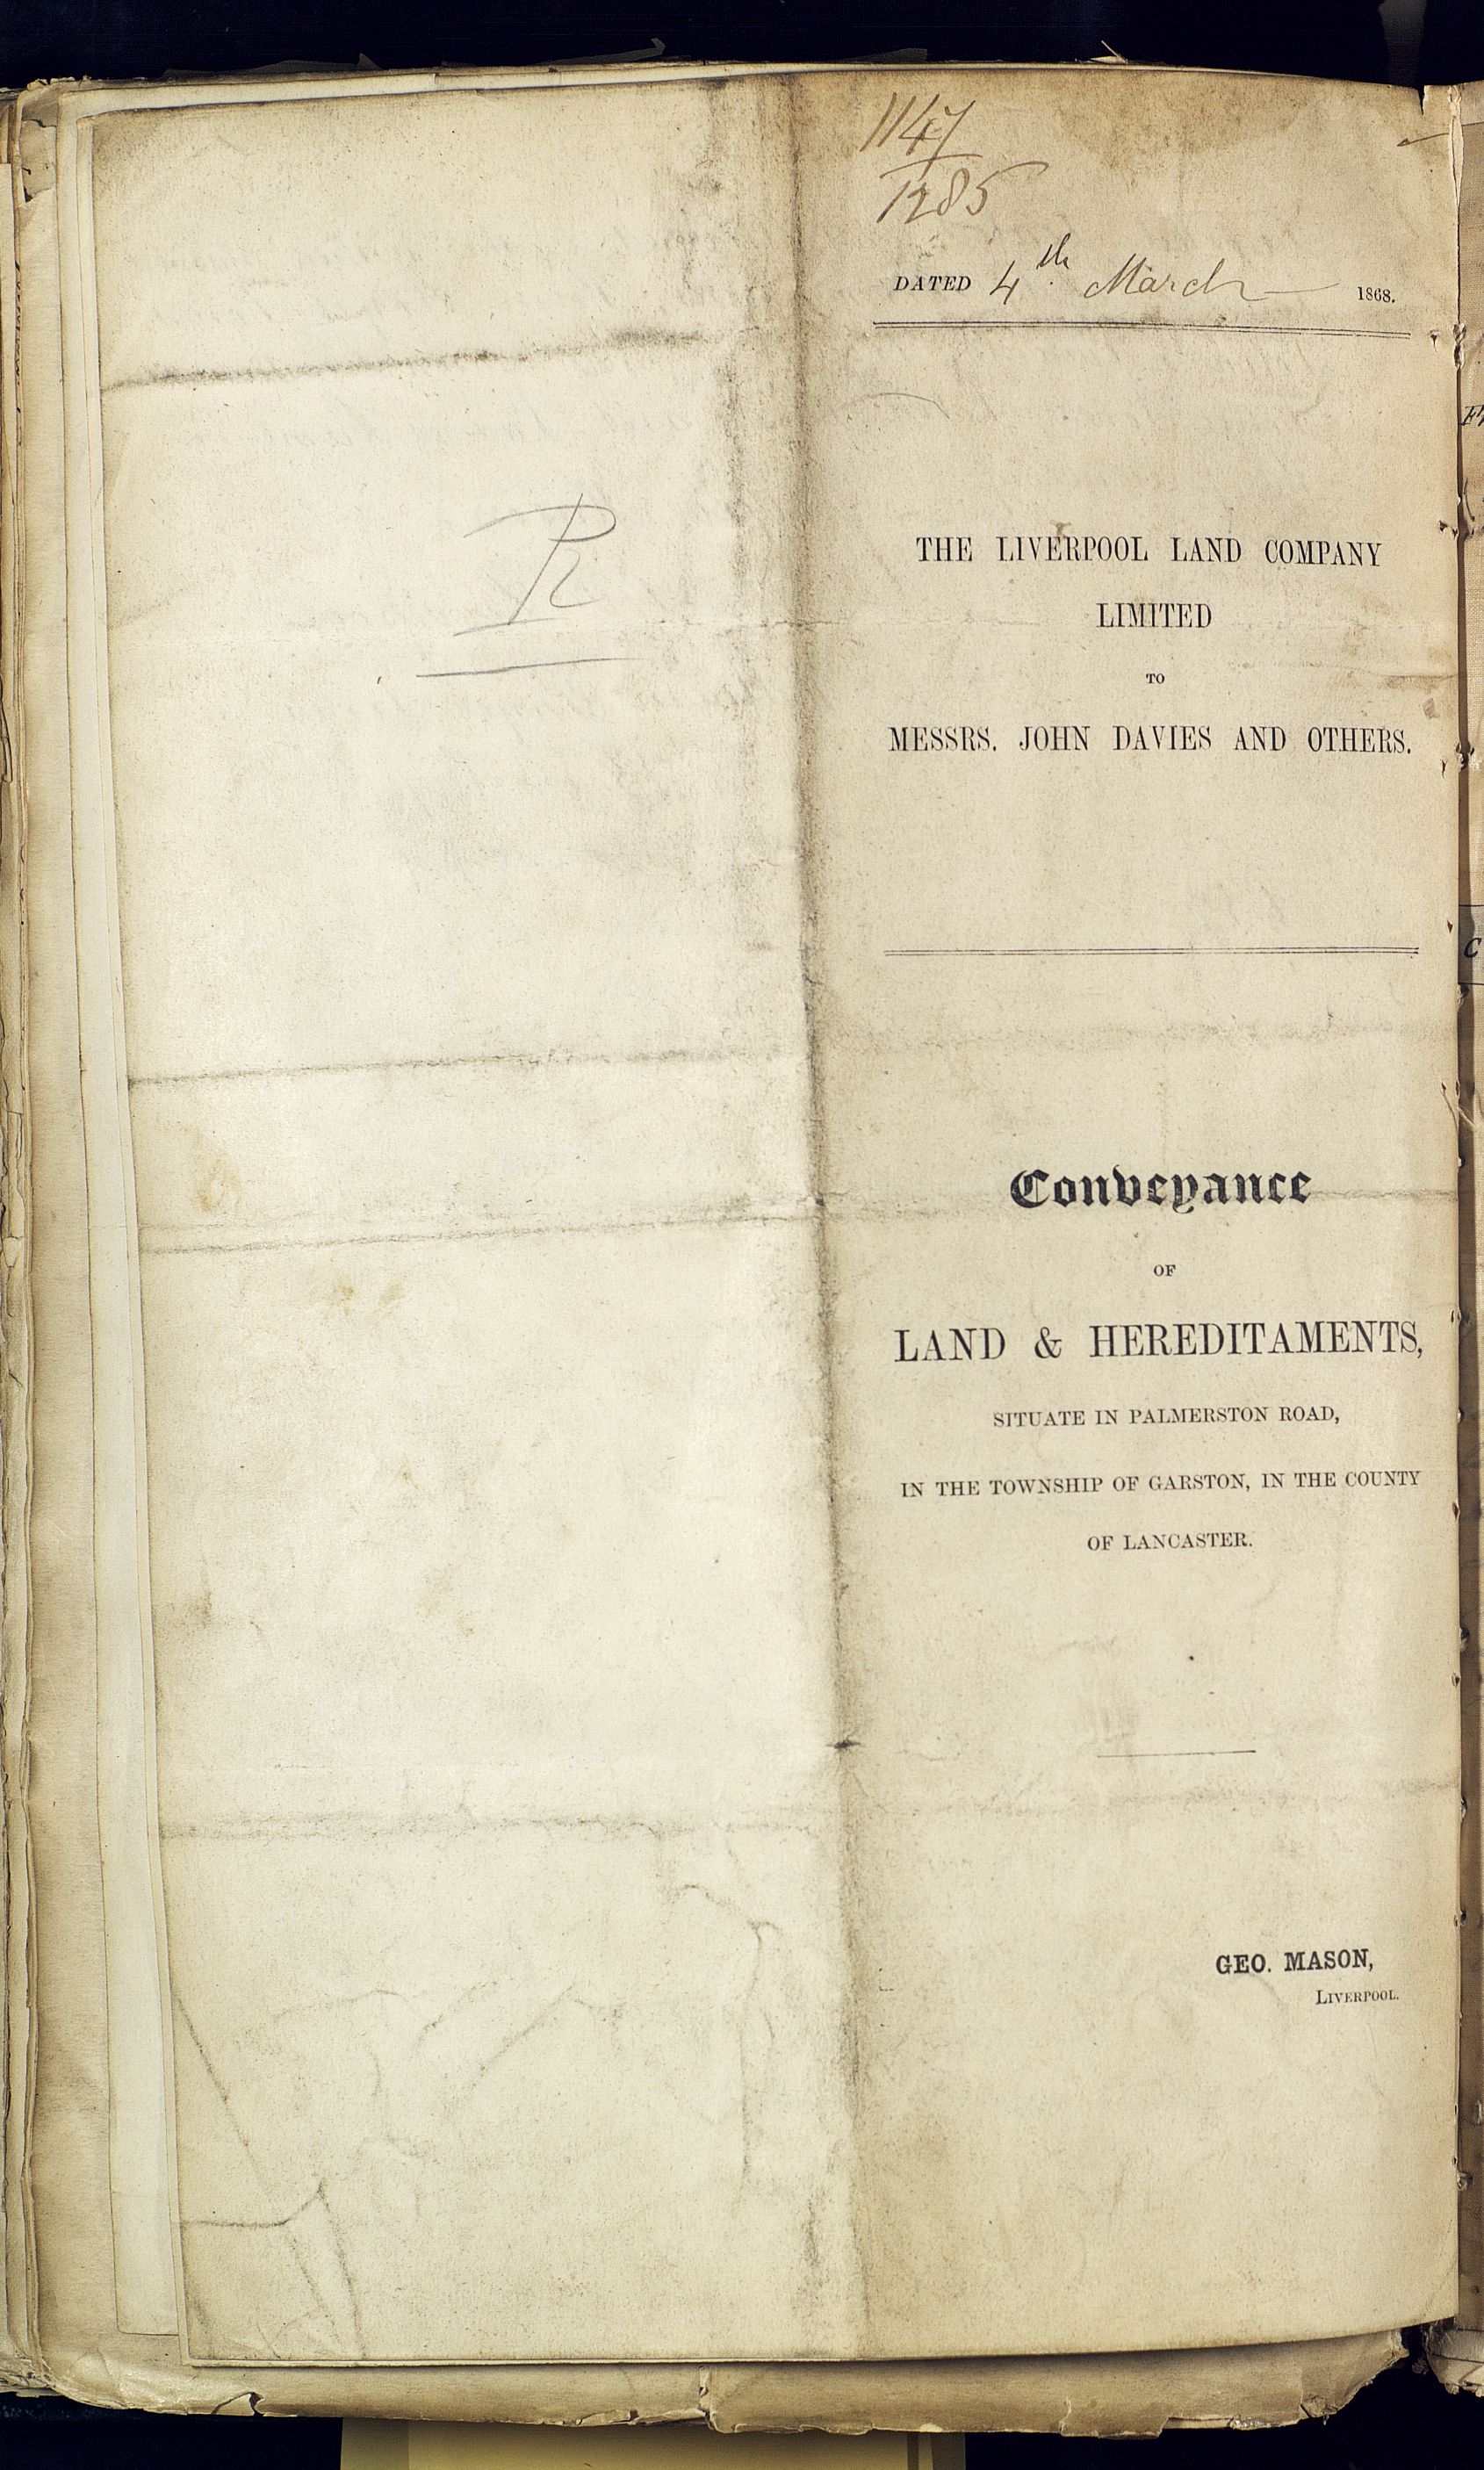 1147
1285
DATED 4th. March 1868.
THE LIVERPOOL LAND COMPANY
LIMITED
TO
MESSRS. JOHN DAVIES AND OTHERS.
Conveyance
OF
LAND & HEREDITAMENTS,
SITUATE IN PALMERSTON ROAD,
IN THE TOWNSHIP OF GARSTON, IN THE COUNTY
OF LANCASTER.
GEO. MASON,
LIVERPOOL.